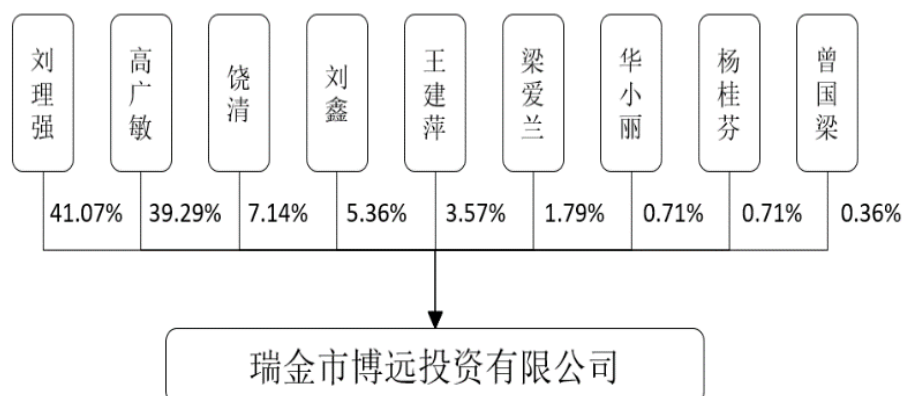 刘理强
高广敏
饶清
刘鑫
王建萍
梁爱兰
华小丽
杨桂芬
曾国梁
41.07%
39.29%
7.14%
5.36%
3.57%
1.79%
0.71%
0.71%
0.36%
瑞金市博远投资有限公司